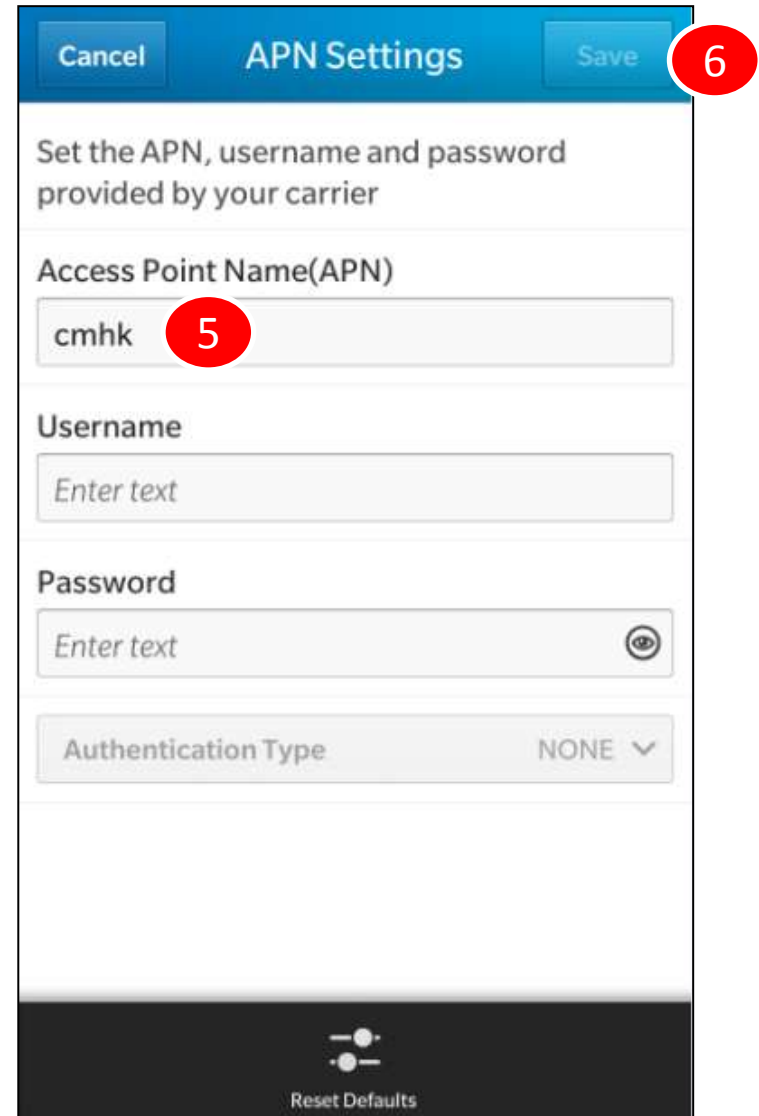 Cancel APN Settings Save 6
Set the APN, username and password
provided by your carrier
Access Point Name(APN)
cmhk 5
Username
Enter text
Password
Enter text
Authentication Type NONE
Reset Defaults